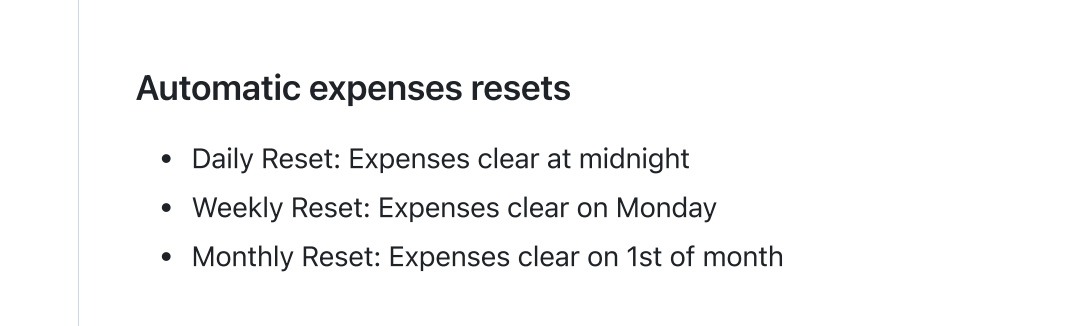 Automatic expenses resets
• Daily Reset: Expenses clear at midnight
• Weekly Reset: Expenses clear on Monday
• Monthly Reset: Expenses clear on 1st of month